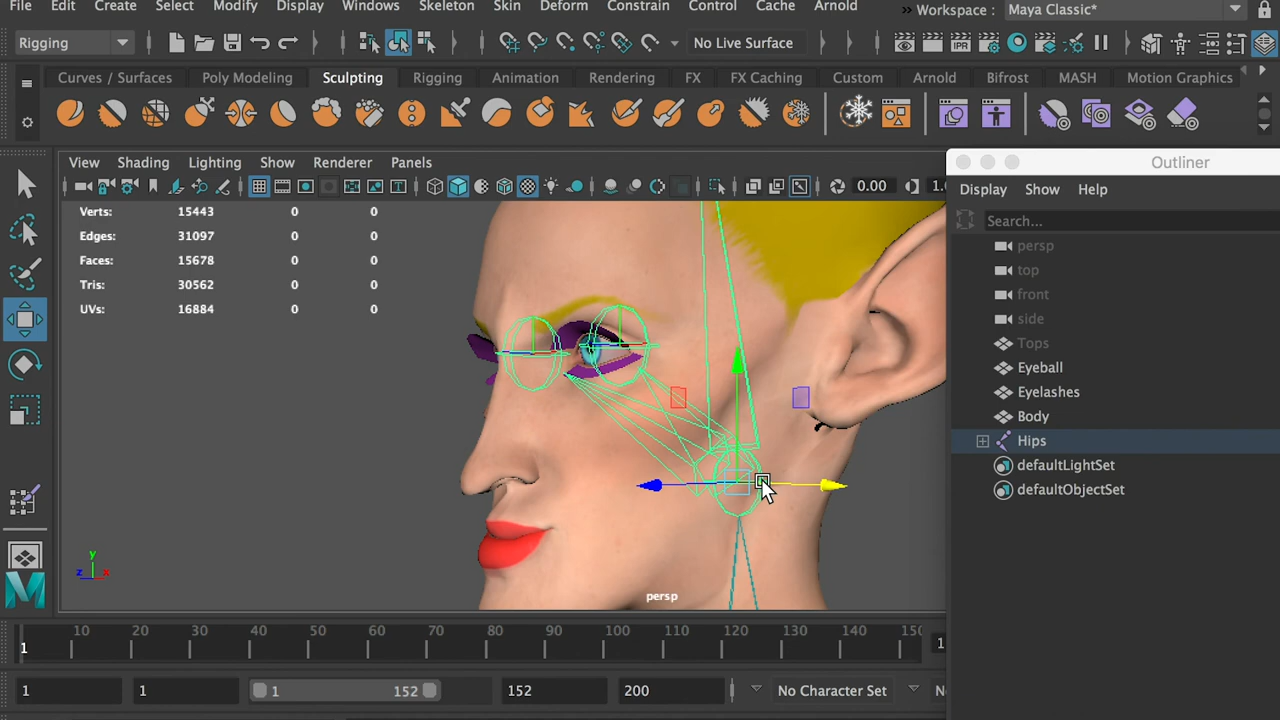 File Edit Create Select Modify Display Windows Mesh Skeleton Skin Deform Constrain Control Cache Arnold » Workspace : Maya Classic*
Rigging No Live Surface
Curves / Surfaces Poly Modeling Sculpting Rigging Animation Rendering FX FX Caching Custom Arnold Bifrost MASH Motion Graphics
View Shading Lighting Show Renderer Panels
Outliner
0.00 1.0
Display Show Help
Search...
Verts: 15443 0 0
Edges: 31097 0 0
Faces: 15678 0 0
Tris: 30562 0 0
UVs: 16884 0 0
persp
top
front
side
Tops
Eyeball
Eyelashes
Body
Hips
defaultLightSet
defaultObjectSet
y
z x
persp
10 20 30 40 50 60 70 80 90 100 110 120 130 140
1 1
1 1 1 152 152 200 No Character Set